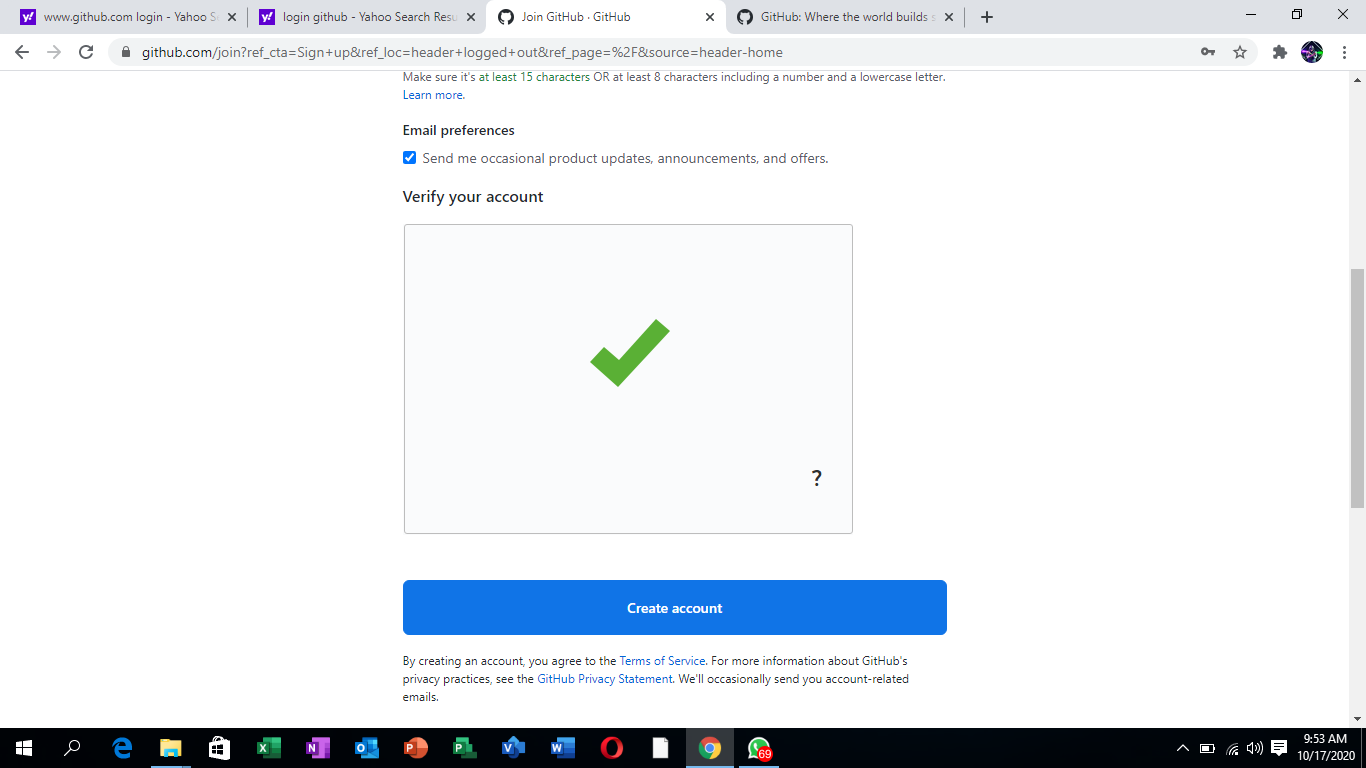 www.github.com login - Yahoo S
login github - Yahoo Search Resu
Join GitHub · GitHub
GitHub: Where the world builds s
github.com/join?ref_cta=Sign+up&ref_loc=header+logged+out&ref_page=%2F&source=header-home
Make sure it's at least 15 characters OR at least 8 characters including a number and a lowercase letter.
Learn more.
Email preferences
Send me occasional product updates, announcements, and offers.
Verify your account
?
Create account
By creating an account, you agree to the Terms of Service. For more information about GitHub's
privacy practices, see the GitHub Privacy Statement. We'll occasionally send you account-related
emails.
69
9:53 AM
10/17/2020